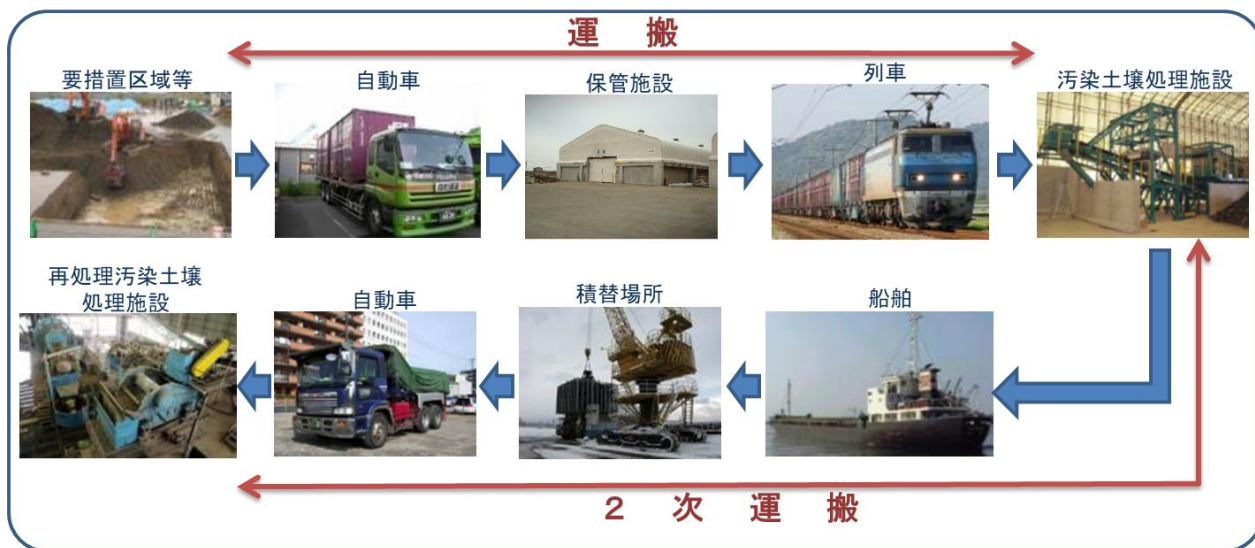 運 搬
要措置区域等
自動車
保管施設
列車
汚染土壌処理施設
再処理汚染土壌
処理施設
自動車
積替場所
船舶
２ 次 運 搬